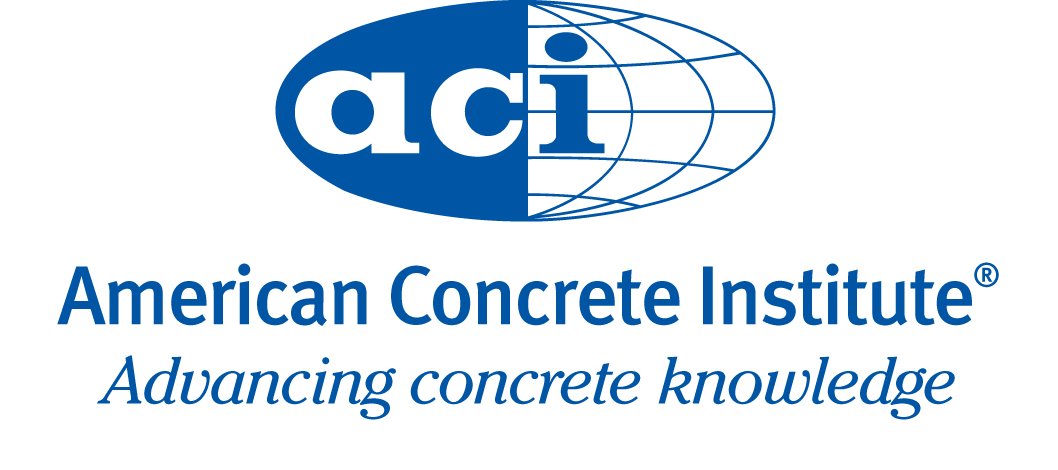 aci
American Concrete Institute®
Advancing concrete knowledge